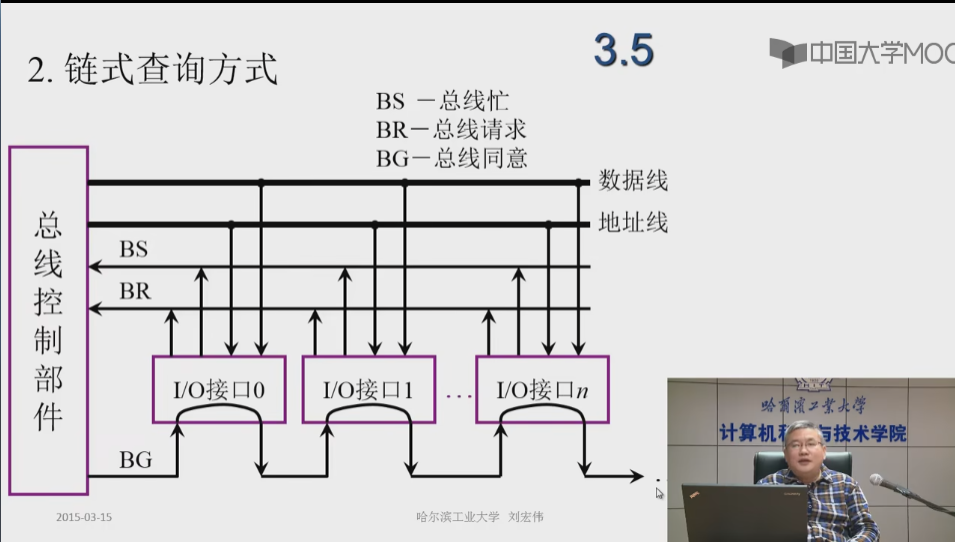 2. 链式查询方式
3.5
中国大学MOO
BS －总线忙
BR－总线请求
BG－总线同意
数据线
地址线
总线控制部件
BS
BR
I/O接口0
I/O接口1
…
I/O接口n
BG
2015-03-15
哈尔滨工业大学 刘宏伟
哈尔滨工业大学
计算机科 与技术学院